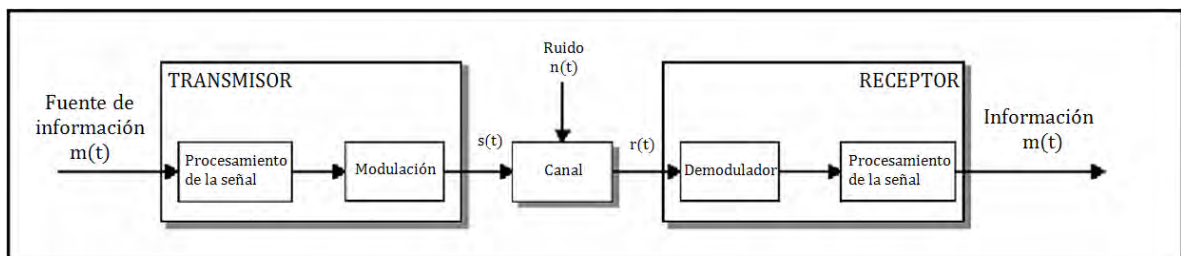 Fuente de
información
m(t)
TRANSMISOR
Procesamiento
de la señal
Modulación
s(t)
Ruido
n(t)
Canal
r(t)
RECEPTOR
Demodulador
Procesamiento
de la señal
Información
m(t)